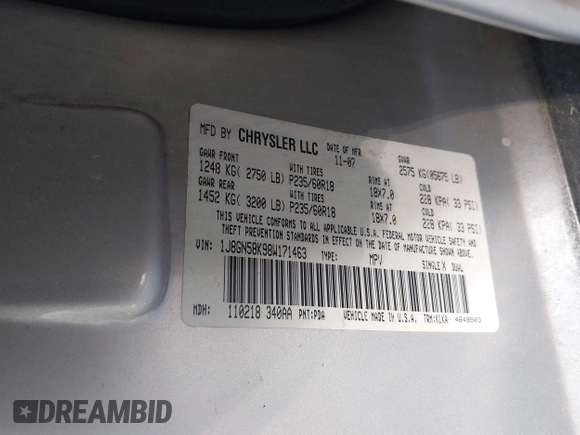 MFD BY CHRYSLER LLC DATE OF MFR 11-07 GVWR 2575 KG(05675 LB)
GAWR FRONT WITH TIRES RIMS AT COLD
1248 KG( 2750 LB) P235/60R18 18X7.0 228 KPA( 33 PSI)
GAWR REAR WITH TIRES RIMS AT COLD
1452 KG( 3200 LB) P235/60R18 18X7.0 228 KPA( 33 PSI)
THIS VEHICLE CONFORMS TO ALL APPLICABLE U.S.A. FEDERAL MOTOR VEHICLE SAFETY AND
THEFT PREVENTION STANDARDS IN EFFECT ON THE DATE OF MANUFACTURE SHOWN ABOVE.
VIN: 1J8GN58K98W171463 TYPE: MPV SINGLE X DUAL
MDH: 110218 340AA PNT:PDA VEHICLE MADE IN U.S.A. TRM:KLKA 4648503
DREAMBID